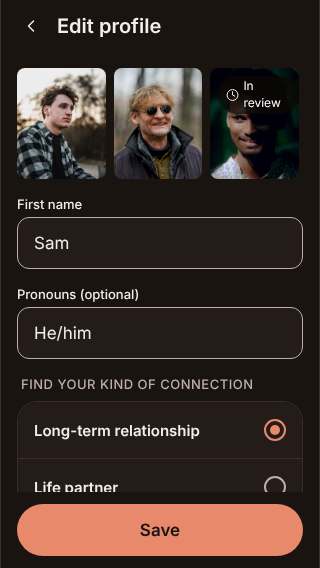 Edit profile
In
review
First name
Sam
Pronouns (optional)
He/him
FIND YOUR KIND OF CONNECTION
Long-term relationship
Life partner
Save